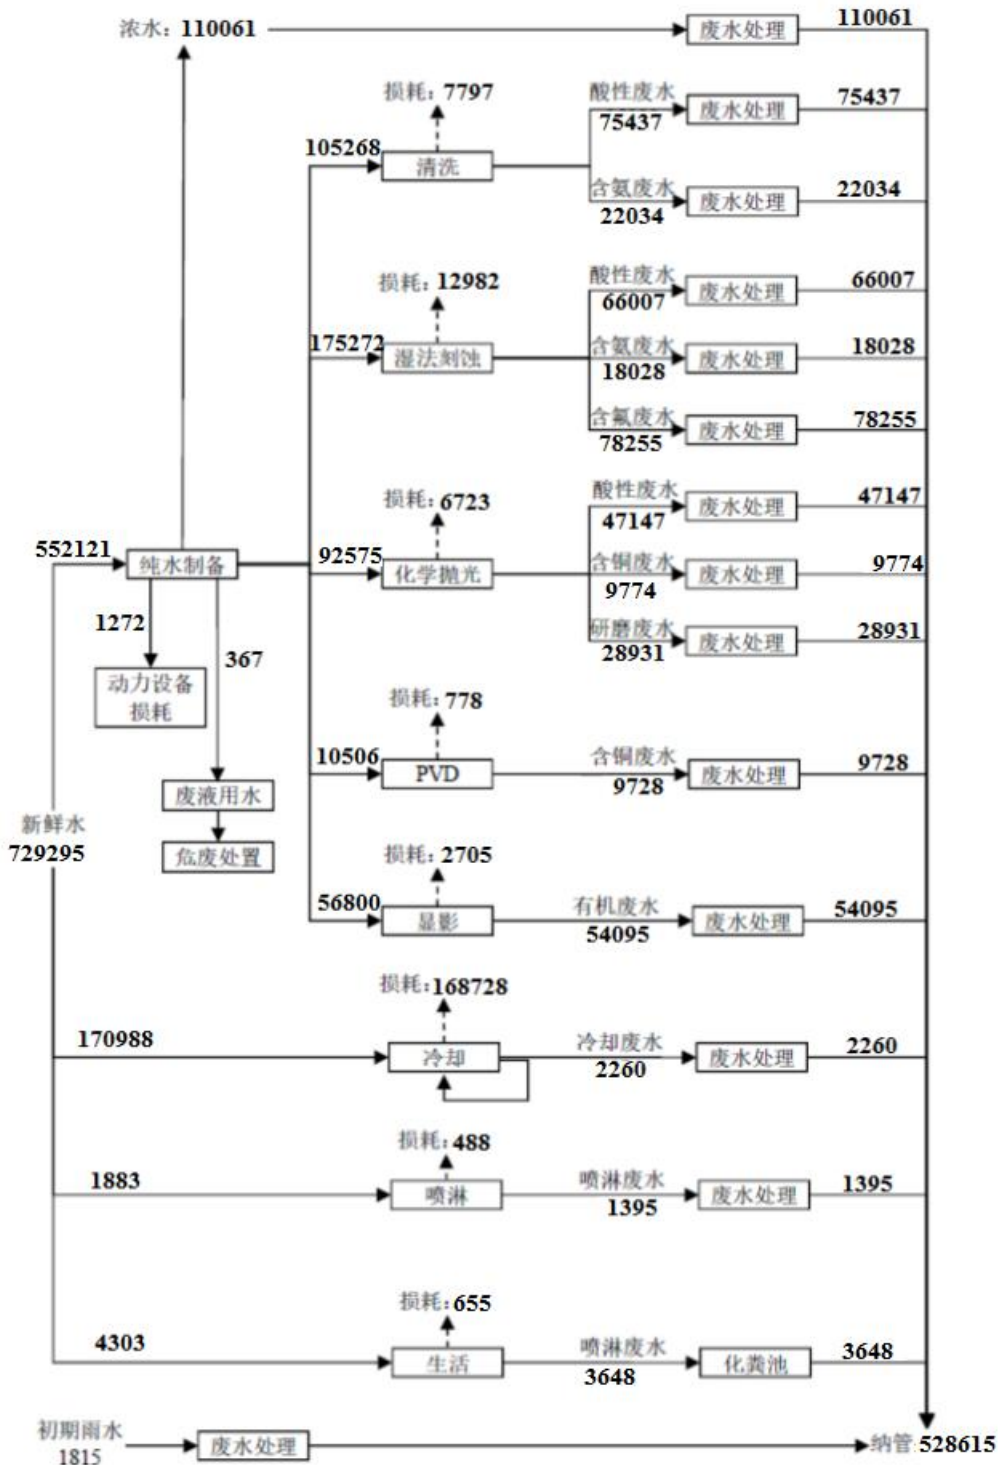 浓水：110061
废水处理
110061
损耗：7797
酸性废水
75437
废水处理
75437
105268
清洗
含氨废水
22034
废水处理
22034
损耗：12982
酸性废水
66007
废水处理
66007
175272
湿法刻蚀
含氨废水
18028
废水处理
18028
含氟废水
78255
废水处理
78255
损耗：6723
酸性废水
47147
废水处理
47147
552121
纯水制备
92575
化学抛光
含铜废水
9774
废水处理
9774
1272
367
研磨废水
28931
废水处理
28931
动力设备
损耗
损耗：778
10506
PVD
含铜废水
9728
废水处理
9728
废液用水
新鲜水
729295
危废处置
损耗：2705
56800
显影
有机废水
54095
废水处理
54095
损耗：168728
170988
冷却
冷却废水
2260
废水处理
2260
损耗：488
1883
喷淋
喷淋废水
1395
废水处理
1395
损耗：655
4303
生活
喷淋废水
3648
化粪池
3648
初期雨水
1815
废水处理
纳管：528615